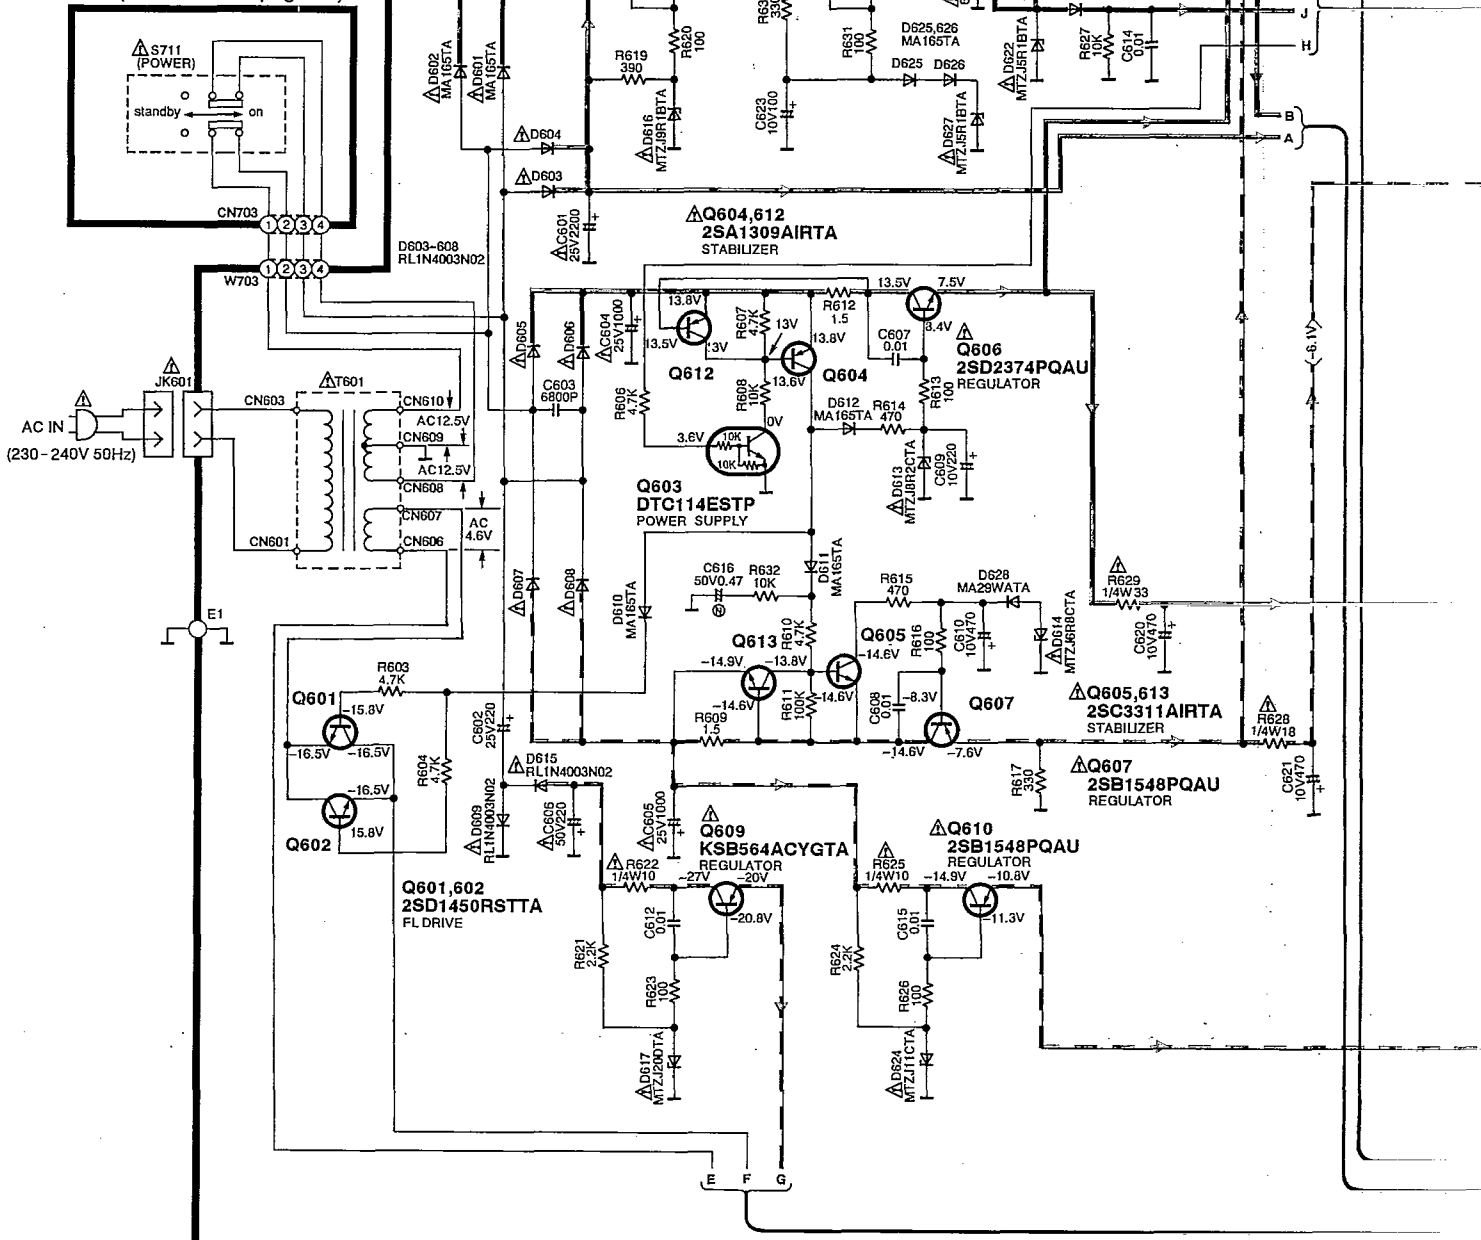 S711
(POWER)
standby
on
CN703
1 2 3 4
1 2 3 4
W703
D603~608
RL1N4003N02
D602
MA165TA
D601
MA165TA
D604
D603
C601
25V2200
R619
390
R620
100
D616
MTZJ9R1BTA
C623
10V100
R631
100
D625,626
MA165TA
D625
D626
D627
MTZJ5R1BTA
D622
MTZJ5R1BTA
R627
10K
C614
0.01
J
H
B
A
Q604,612
2SA1309AIRTA
STABILIZER
13.5V
7.5V
8.4V
R612
1.5
C607
0.01
Q606
2SD2374PQAU
REGULATOR
D605
D606
C604
25V1000
13.8V
13.5V
13V
Q612
R607
4.7K
13V
13.8V
13.6V
Q604
R606
4.7K
R608
10K
0V
R613
100
D612
MA165TA
R614
470
C603
6800P
3.6V
10K
10K
D613
MTZJ8R2CTA
C609
10V220
Q603
DTC114ESTP
POWER SUPPLY
JK601
AC IN
(230-240V 50Hz)
CN603
T601
CN610
AC12.5V
CN609
AC12.5V
CN608
CN607
AC
4.6V
CN606
CN601
E1
-6.1V
D607
D608
D610
MA165TA
C616
50V0.47
N
R632
10K
D611
MA165TA
R610
4.7K
R615
470
D628
MA29WATA
R616
100
C610
10V470
D614
MTZJ6R8CTA
R629
1/4W33
C620
10V470
Q613
-14.9V
-13.8V
-14.6V
Q605
-14.6V
-14.6V
R611
100K
R609
1.5
C608
0.01
-8.3V
Q607
-14.6V
-7.6V
Q605,613
2SC3311AIRTA
STABILIZER
R628
1/4W18
C621
10V470
Q607
2SB1548PQAU
REGULATOR
R617
330
R603
4.7K
Q601
-15.8V
-16.5V
-16.5V
R604
4.7K
-16.5V
15.8V
Q602
C602
25V220
D615
RL1N4003N02
D609
RL1N4003N02
C606
50V220
C605
25V1000
Q601,602
2SD1450RSTTA
FL DRIVE
Q609
KSB564ACYGTA
REGULATOR
R622
1/4W10
-27V
-20V
-20.8V
C612
0.01
R621
2.2K
R623
100
D617
MTZJ20DTA
Q610
2SB1548PQAU
REGULATOR
R625
1/4W10
-14.9V
-10.8V
-11.3V
C615
0.01
R624
2.2K
R626
100
D624
MTZJ11CTA
E F G